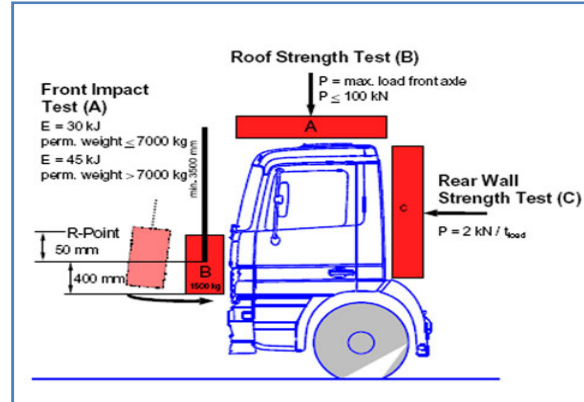 Roof Strength Test (B)
P = max. load front axle
P ≤ 100 kN
Front Impact
Test (A)
E = 30 kJ
perm. weight ≤ 7000 kg
E = 45 kJ
perm. weight > 7000 kg
min. 3500 mm
A
C
Rear Wall
Strength Test (C)
P = 2 kN / tload
R-Point
50 mm
400 mm
B
1500 kg